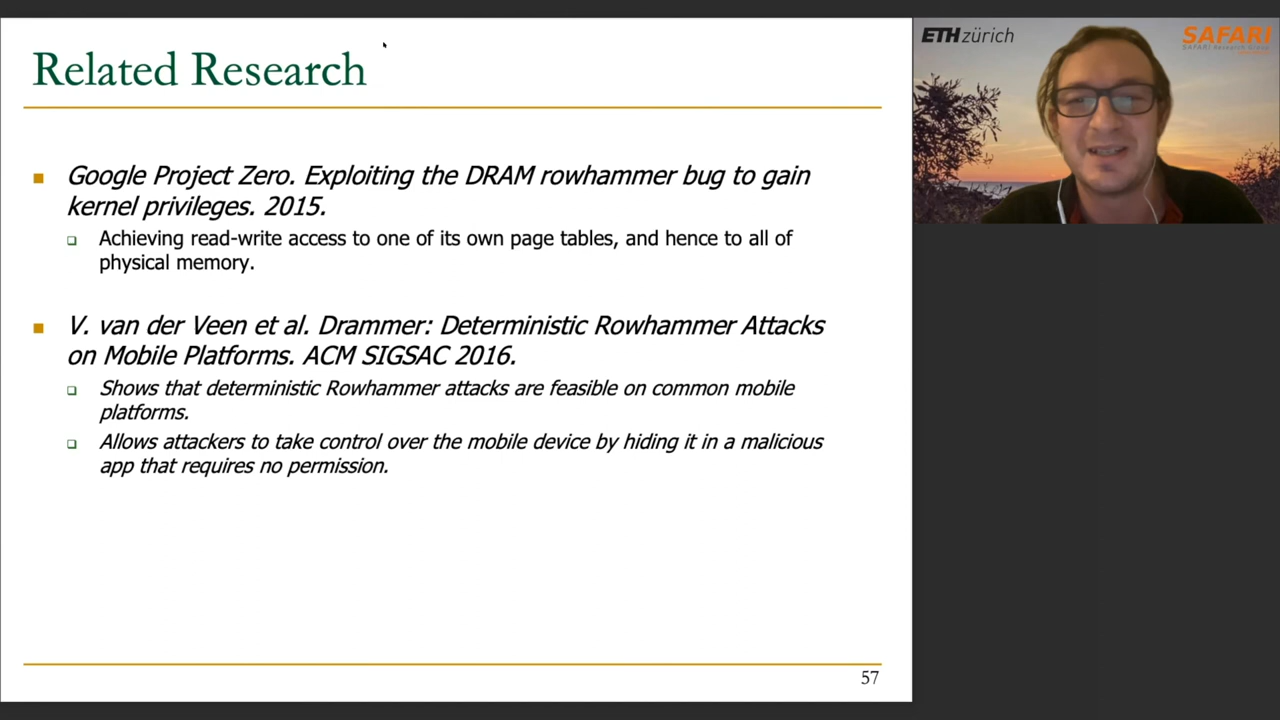 Related Research
Google Project Zero. Exploiting the DRAM rowhammer bug to gain
kernel privileges. 2015.
Achieving read-write access to one of its own page tables, and hence to all of
physical memory.
V. van der Veen et al. Drammer: Deterministic Rowhammer Attacks
on Mobile Platforms. ACM SIGSAC 2016.
Shows that deterministic Rowhammer attacks are feasible on common mobile
platforms.
Allows attackers to take control over the mobile device by hiding it in a malicious
app that requires no permission.
57
ETH zürich
SAFARI
SAFARI Research Group